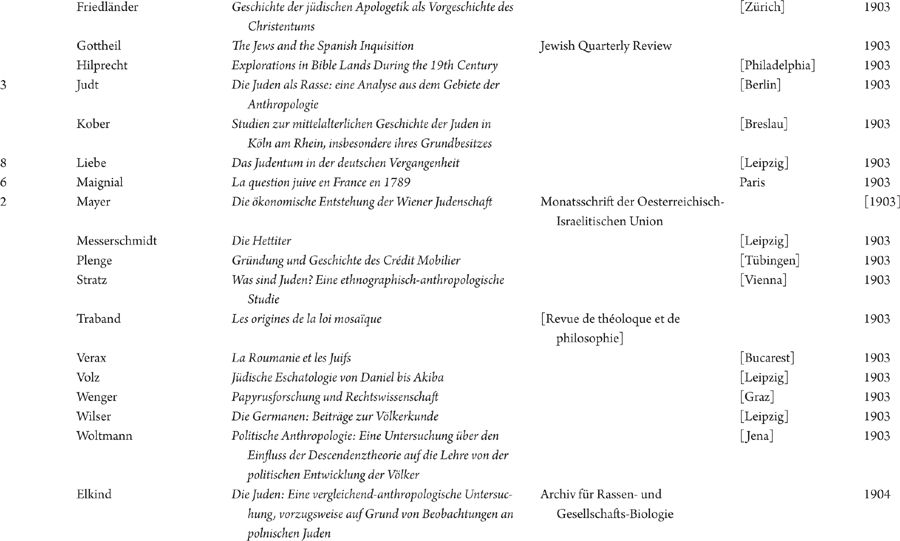 Friedländer Geschichte der jüdischen Apologetik als Vorgeschichte des [Zürich] 1903
Christentums
Gottheil The Jews and the Spanish Inquisition Jewish Quarterly Review 1903
Hilprecht Explorations in Bible Lands During the 19th Century [Philadelphia] 1903
3 Judt Die Juden als Rasse: eine Analyse aus dem Gebiete der [Berlin] 1903
Anthropologie
Kober Studien zur mittelalterlichen Geschichte der Juden in [Breslau] 1903
Köln am Rhein, insbesondere ihres Grundbesitzes
8 Liebe Das Judentum in der deutschen Vergangenheit [Leipzig] 1903
6 Maignial La question juive en France en 1789 Paris 1903
2 Mayer Die ökonomische Entstehung der Wiener Judenschaft Monatsschrift der Oesterreichisch- [1903]
Israelitischen Union
Messerschmidt Die Hettiter [Leipzig] 1903
Plenge Gründung und Geschichte des Crédit Mobilier [Tübingen] 1903
Stratz Was sind Juden? Eine ethnographisch-anthropologische [Vienna] 1903
Studie
Traband Les origines de la loi mosaïque [Revue de théoloque et de 1903
philosophie]
Verax La Roumanie et les Juifs [Bucarest] 1903
Volz Jüdische Eschatologie von Daniel bis Akiba [Leipzig] 1903
Wenger Papyrusforschung und Rechtswissenschaft [Graz] 1903
Wilser Die Germanen: Beiträge zur Völkerkunde [Leipzig] 1903
Woltmann Politische Anthropologie: Eine Untersuchung über den [Jena] 1903
Einfluss der Descendenztheorie auf die Lehre von der
politischen Entwicklung der Völker
Elkind Die Juden: Eine vergleichend-anthropologische Untersuc- Archiv für Rassen- und 1904
hung, vorzugsweise auf Grund von Beobachtungen an Gesellschafts-Biologie
polnischen Juden